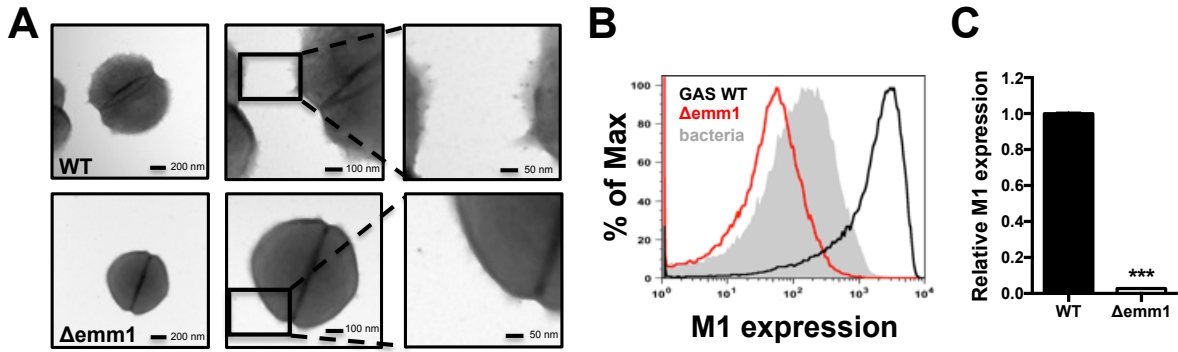 A
WT
200 nm
100 nm
50 nm
Δemm1
200 nm
100 nm
50 nm
B
% of Max
100
80
60
40
20
0
GAS WT
Δemm1
bacteria
10⁰ 10¹ 10² 10³ 10⁴
M1 expression
C
Relative M1 expression
1.2
1.0
0.8
0.6
0.4
0.2
0.0
***
WT Δemm1